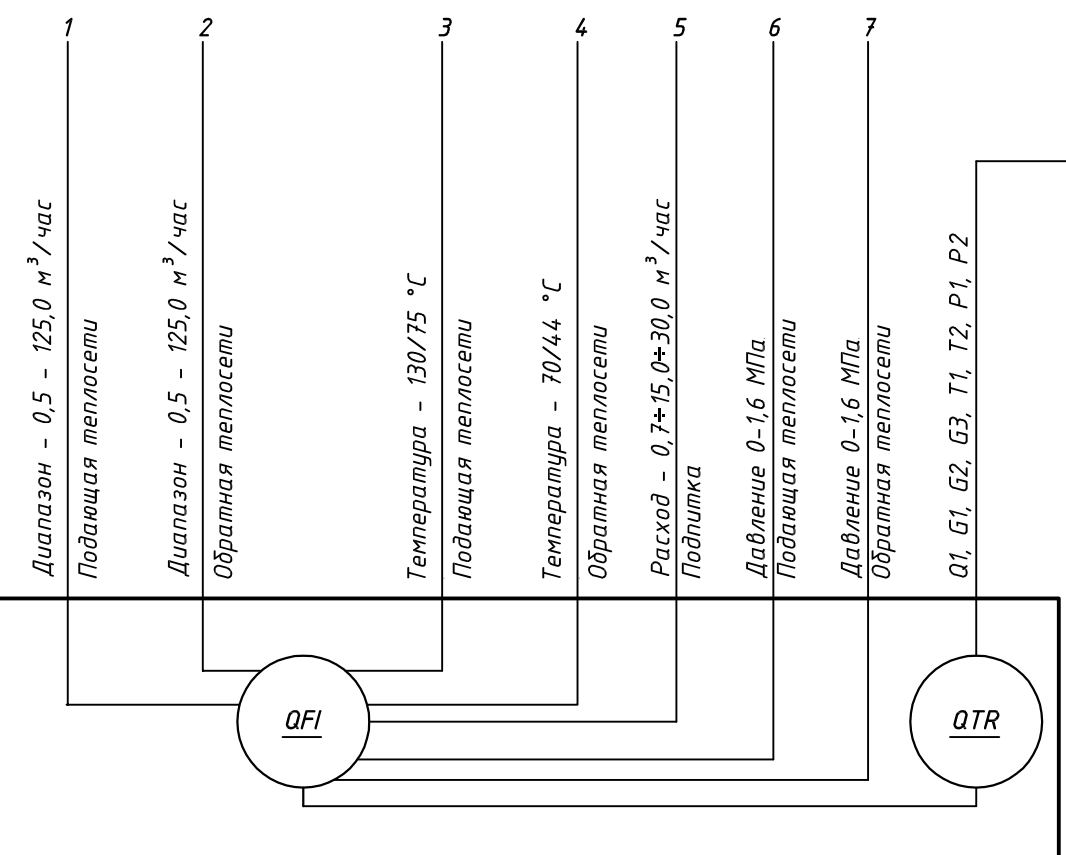 1
2
3
4
5
6
7
Диапазон - 0,5 - 125,0 м³/час
Подающая теплосети
Диапазон - 0,5 - 125,0 м³/час
Обратная теплосети
Температура - 130/75 °С
Подающая теплосети
Температура - 70/44 °С
Обратная теплосети
Расход - 0,7÷15,0÷30,0 м³/час
Подпитка
Давление 0-1,6 МПа
Подающая теплосети
Давление 0-1,6 МПа
Обратная теплосети
Q1, G1, G2, G3, T1, T2, P1, P2
QFI
QTR